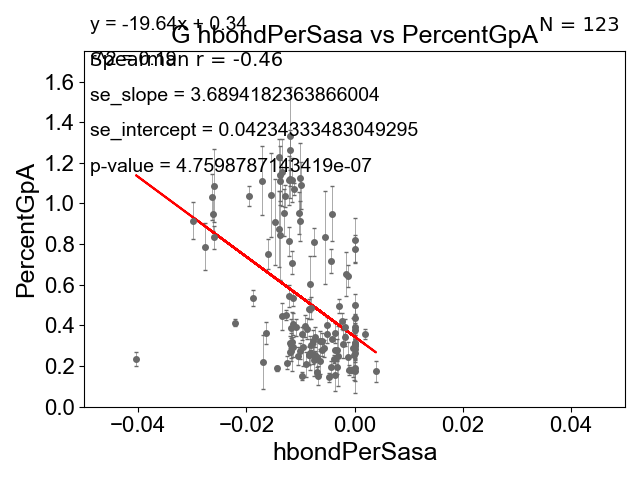 y = -19.64x + 0.34
N = 123
G hbondPerSasa vs PercentGpA
Spearman r = -0.46
se_slope = 3.6894182363866004
se_intercept = 0.04234333483049295
p-value = 4.7598787143419e-07
PercentGpA
1.6
1.4
1.2
1.0
0.8
0.6
0.4
0.2
0.0
−0.04
−0.02
0.00
0.02
0.04
hbondPerSasa